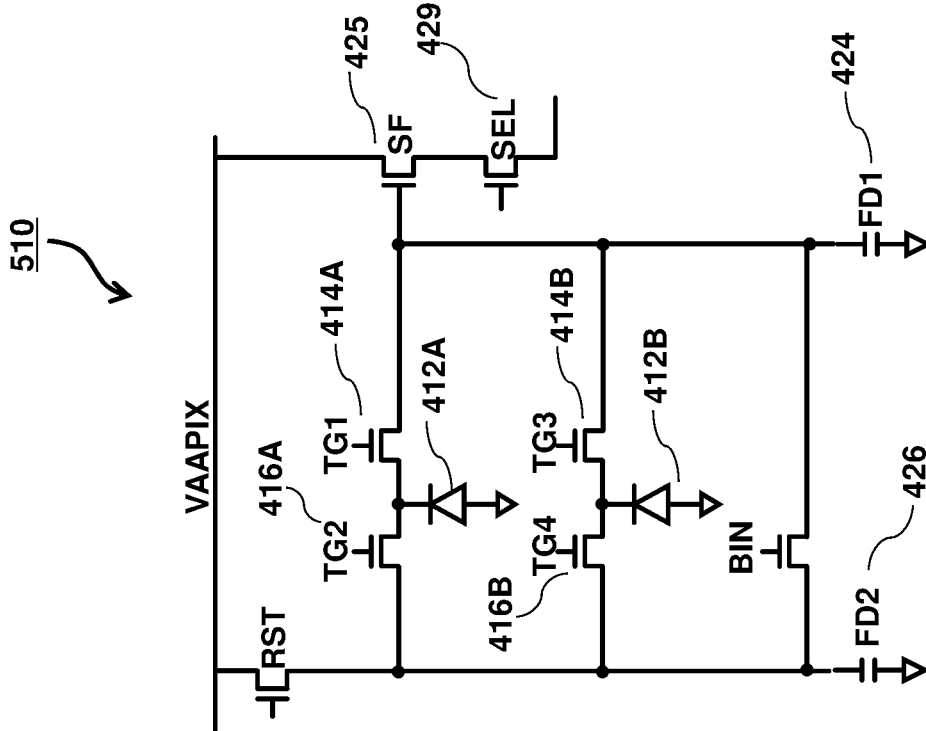 510
VAAPIX
RST
TG2
416A
TG1
414A
412A
SF
425
SEL
429
TG4
416B
TG3
414B
412B
BIN
FD2
426
FD1
424